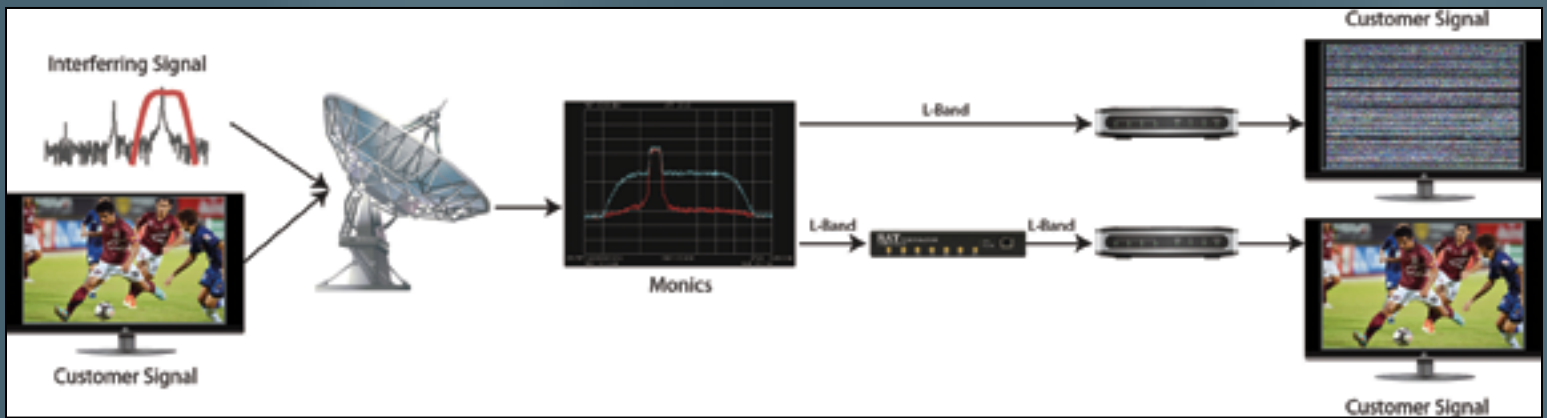 Customer Signal
Interferring Signal
L-Band
L-Band
L-Band
Monics
Customer Signal
Customer Signal